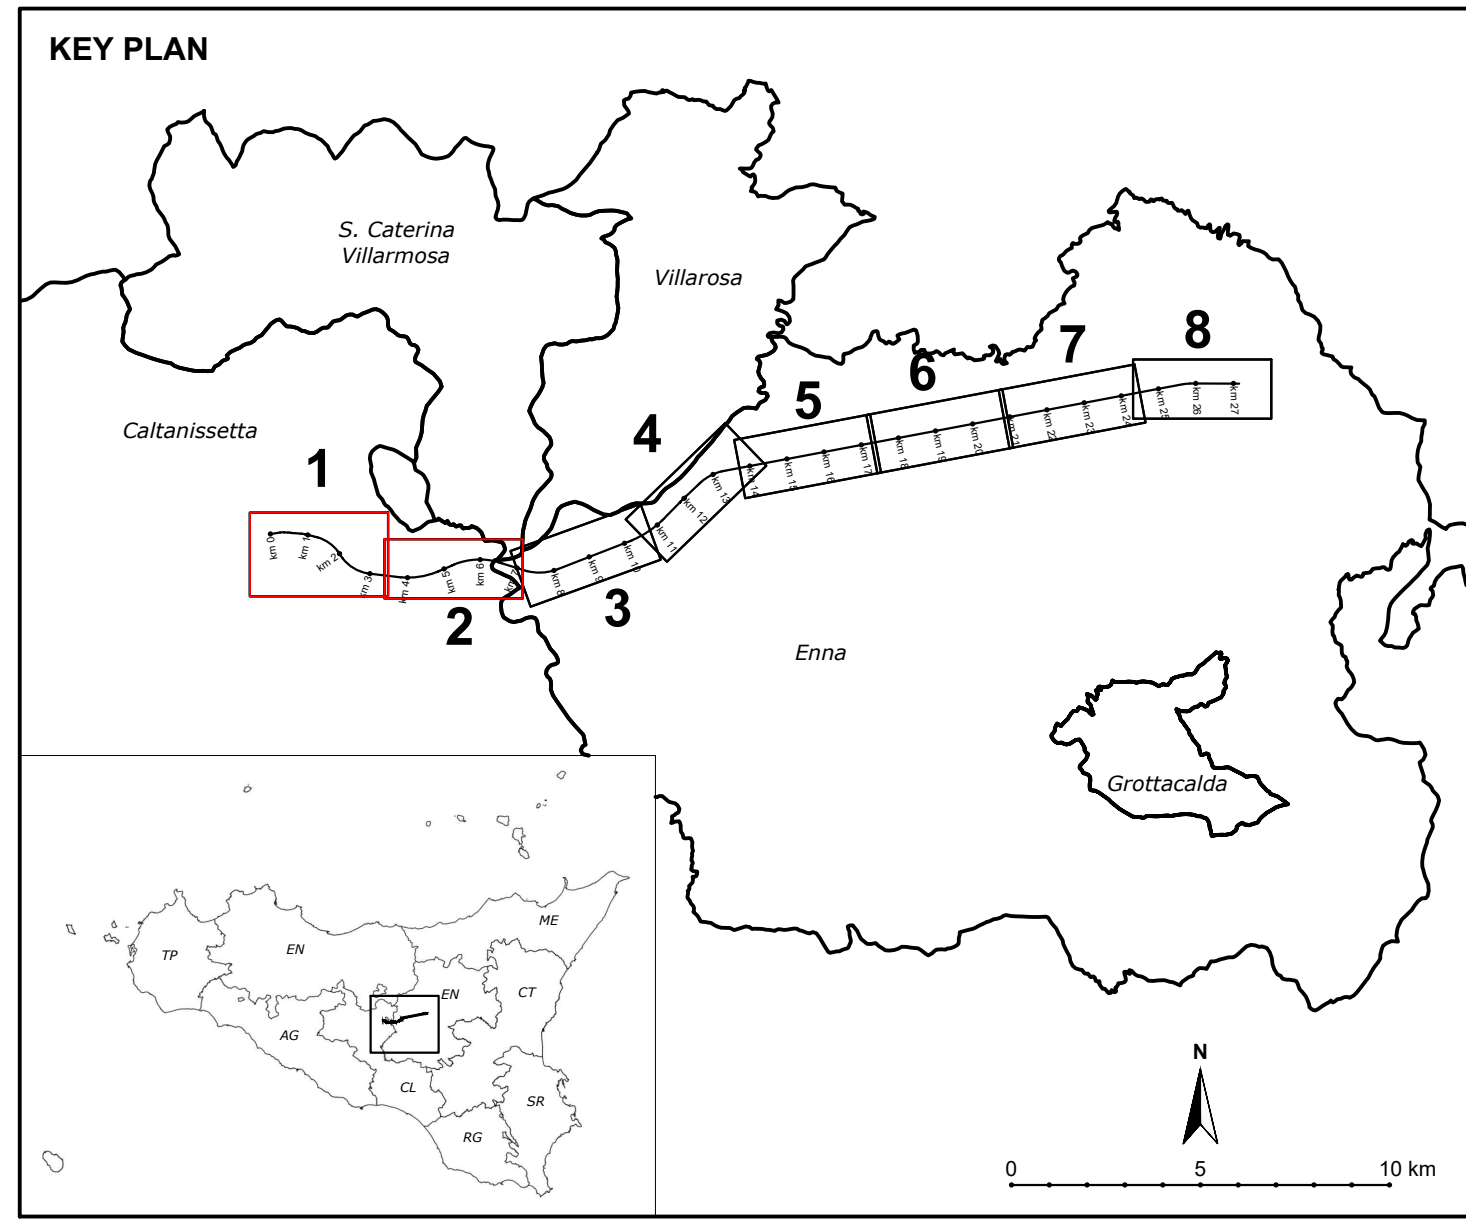 KEY PLAN
S. Caterina
Villarmosa
Villarosa
Caltanissetta
1
2
3
4
5
6
7
8
km 0
km 1
km 2
km 3
km 4
km 5
km 6
km 7
km 8
km 9
km 10
km 11
km 12
km 13
km 14
km 15
km 16
km 17
km 18
km 19
km 20
km 21
km 22
km 23
km 24
km 25
km 26
km 27
Enna
Grottacalda
TP
EN
ME
EN
CT
AG
CL
SR
RG
N
0 5 10 km